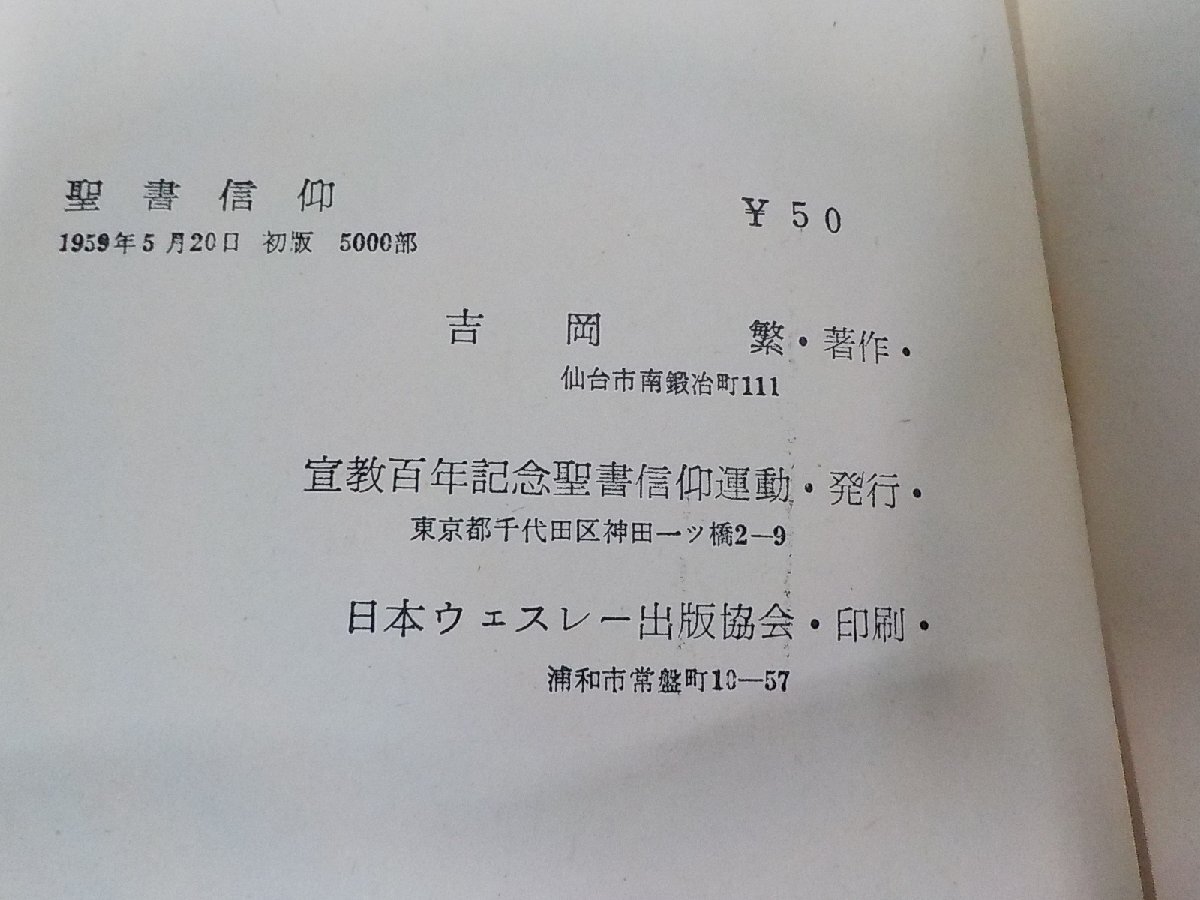 聖書信仰
¥50
1959年5月20日 初版 5000部
吉岡繁・著作・
仙台市南鍛冶町111
宣教百年記念聖書信仰運動・発行・
東京都千代田区神田一ツ橋2—9
日本ウェスレー出版協会・印刷・
浦和市常盤町10—57